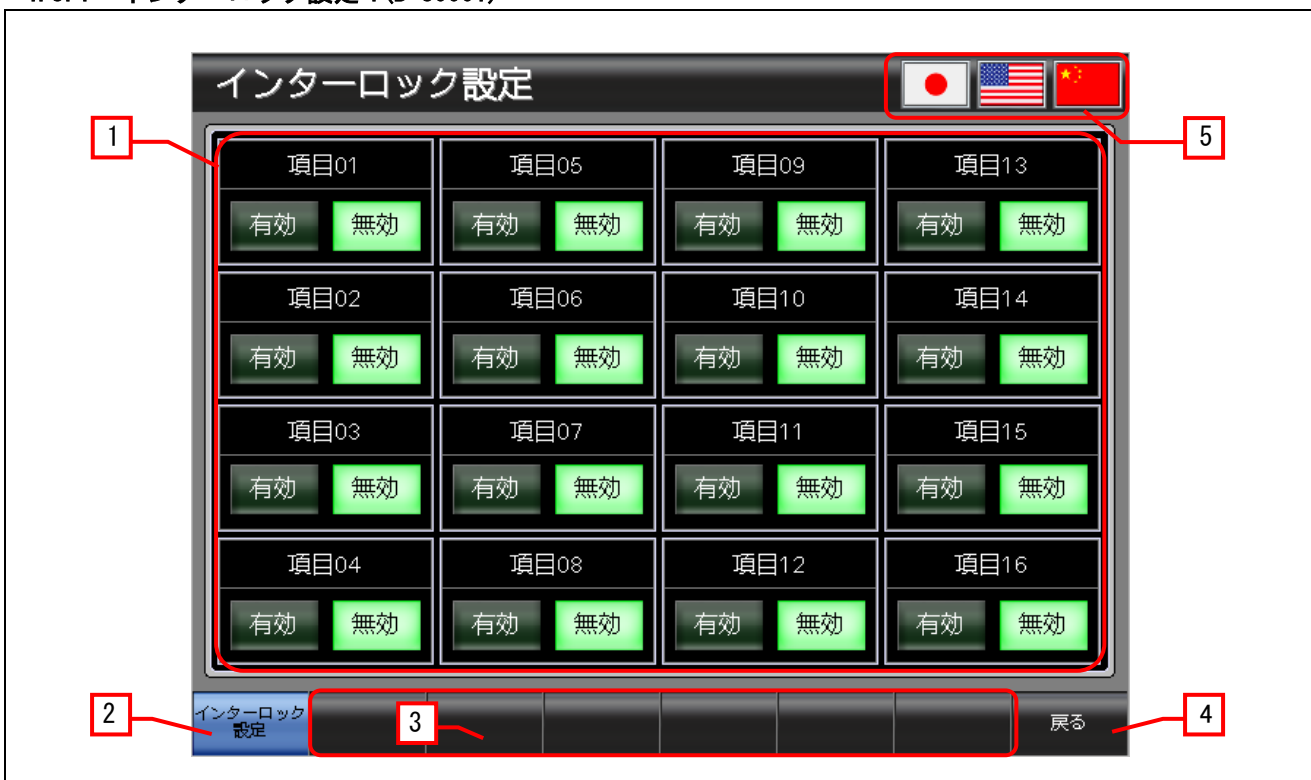 インターロック設定
1
5
項目01 項目05 項目09 項目13
有効 無効 有効 無効 有効 無効 有効 無効
項目02 項目06 項目10 項目14
有効 無効 有効 無効 有効 無効 有効 無効
項目03 項目07 項目11 項目15
有効 無効 有効 無効 有効 無効 有効 無効
項目04 項目08 項目12 項目16
有効 無効 有効 無効 有効 無効 有効 無効
2
インターロック
設定
3
戻る
4